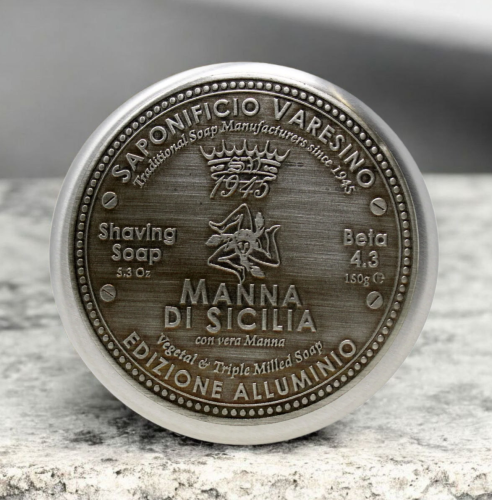 SAPONIFICIO VARESINO
Traditional Soap Manufacturers since 1945
1945
Shaving
Soap
5.3 Oz
Beta
4.3
150g ℮
MANNA
DI SICILIA
con vera Manna
Vegetal & Triple Milled Soap
EDIZIONE ALLUMINIO